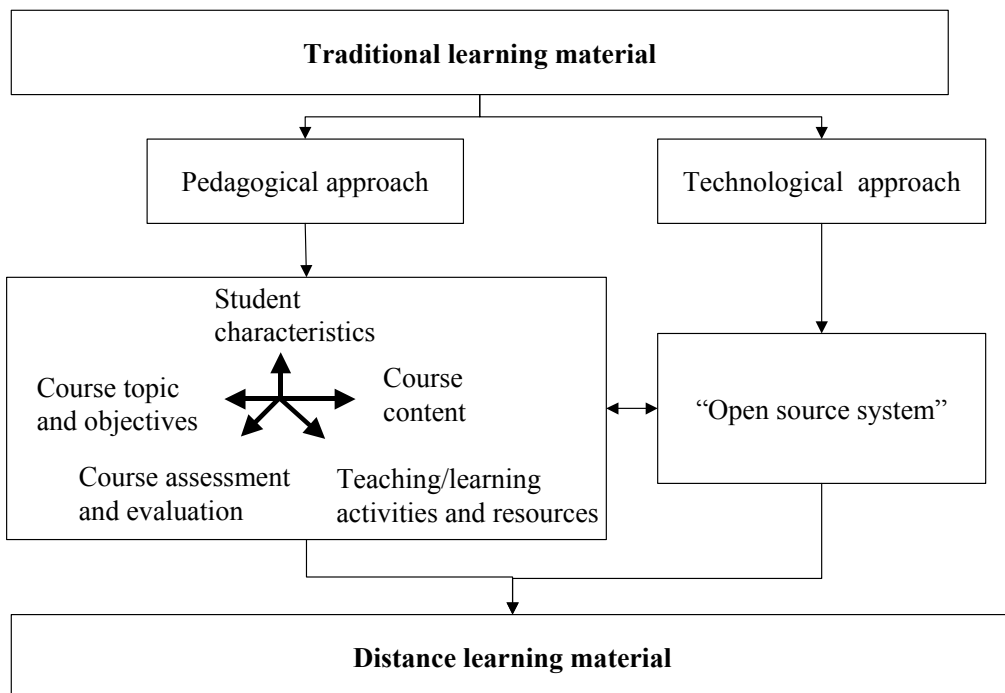 Traditional learning material
Pedagogical approach
Technological approach
Student
characteristics
Course topic
and objectives
Course
content
Course assessment
and evaluation
Teaching/learning
activities and resources
“Open source system”
Distance learning material